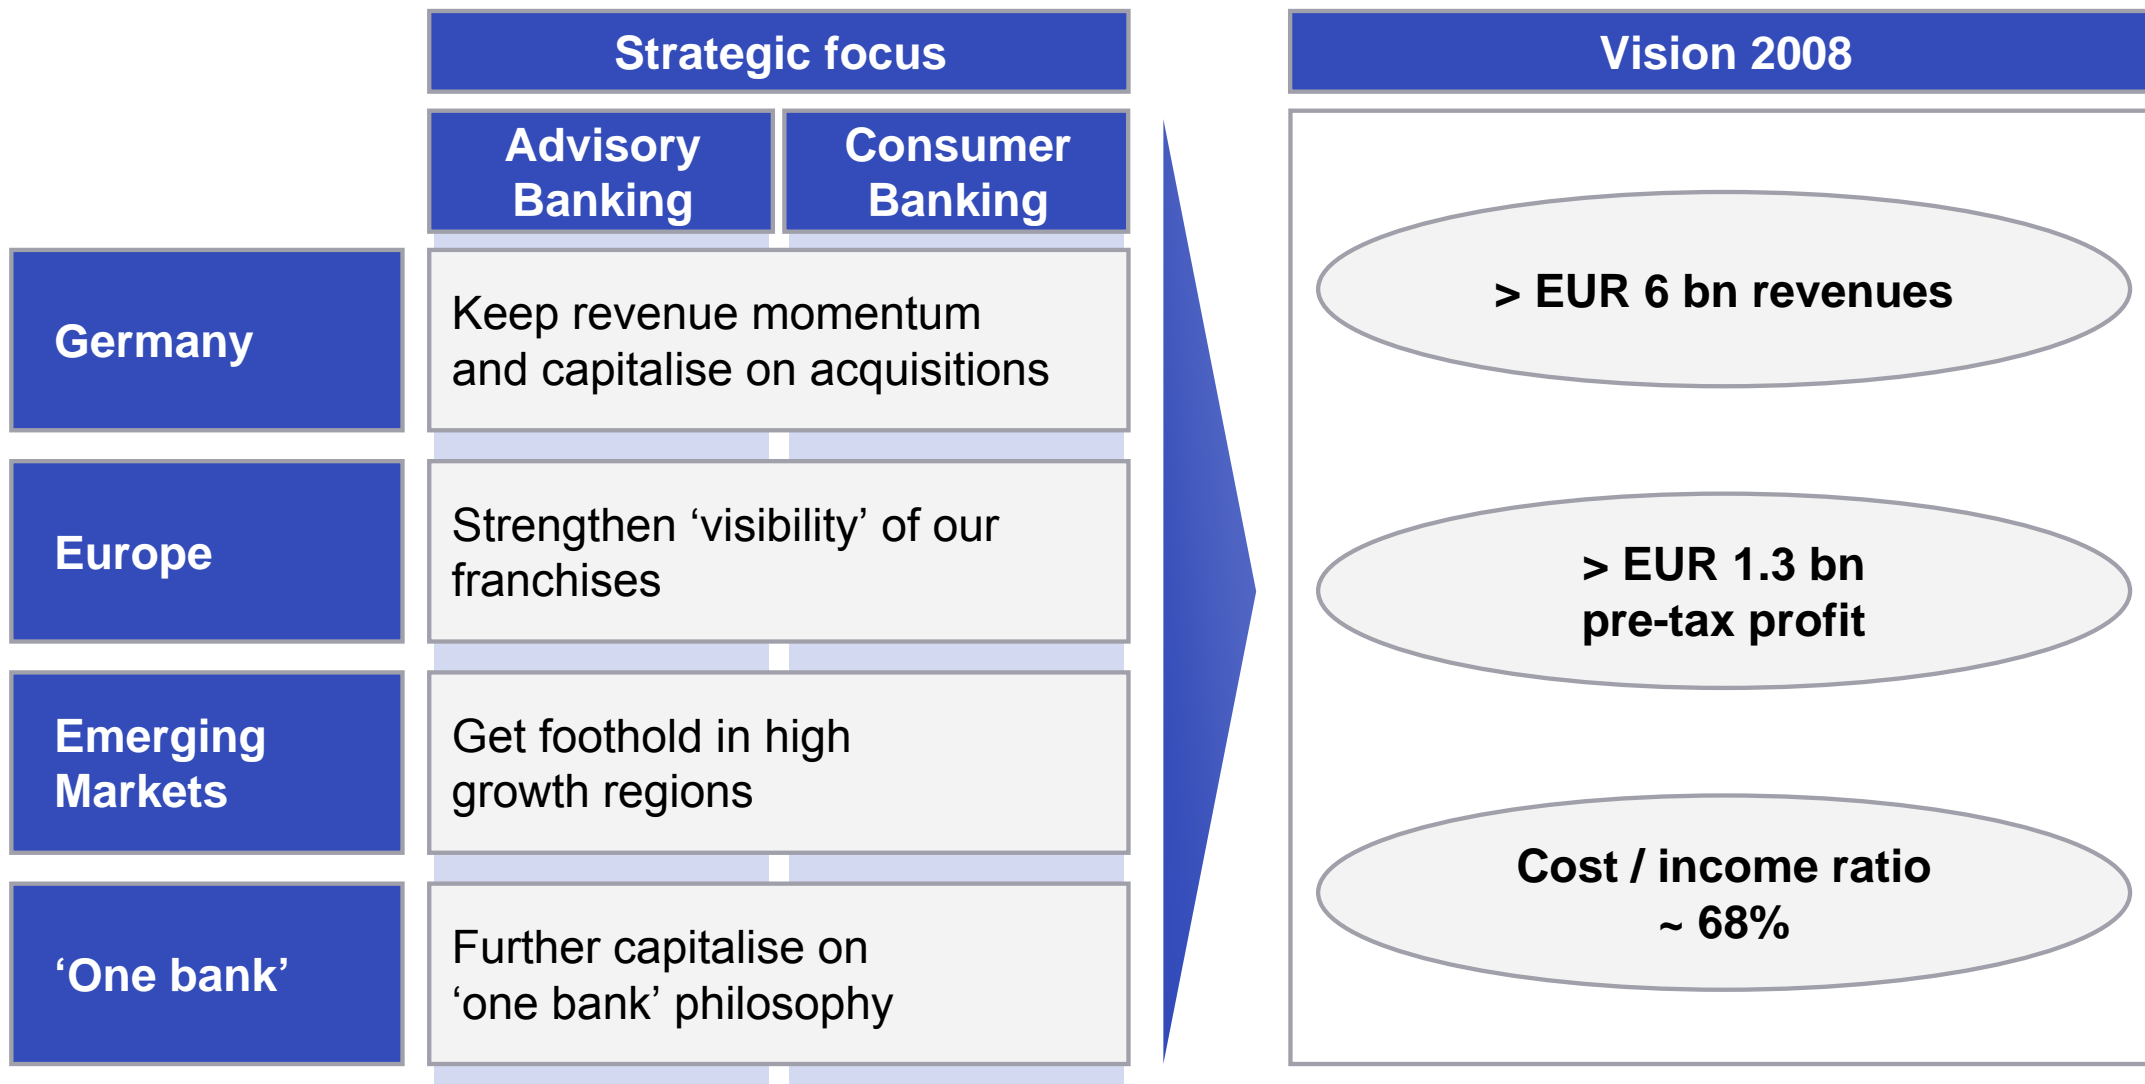 Strategic focus
Vision 2008
Advisory
Banking
Consumer
Banking
Germany
Keep revenue momentum
and capitalise on acquisitions
Europe
Strengthen ‘visibility’ of our
franchises
Emerging
Markets
Get foothold in high
growth regions
‘One bank’
Further capitalise on
‘one bank’ philosophy
> EUR 6 bn revenues
> EUR 1.3 bn
pre-tax profit
Cost / income ratio
~ 68%